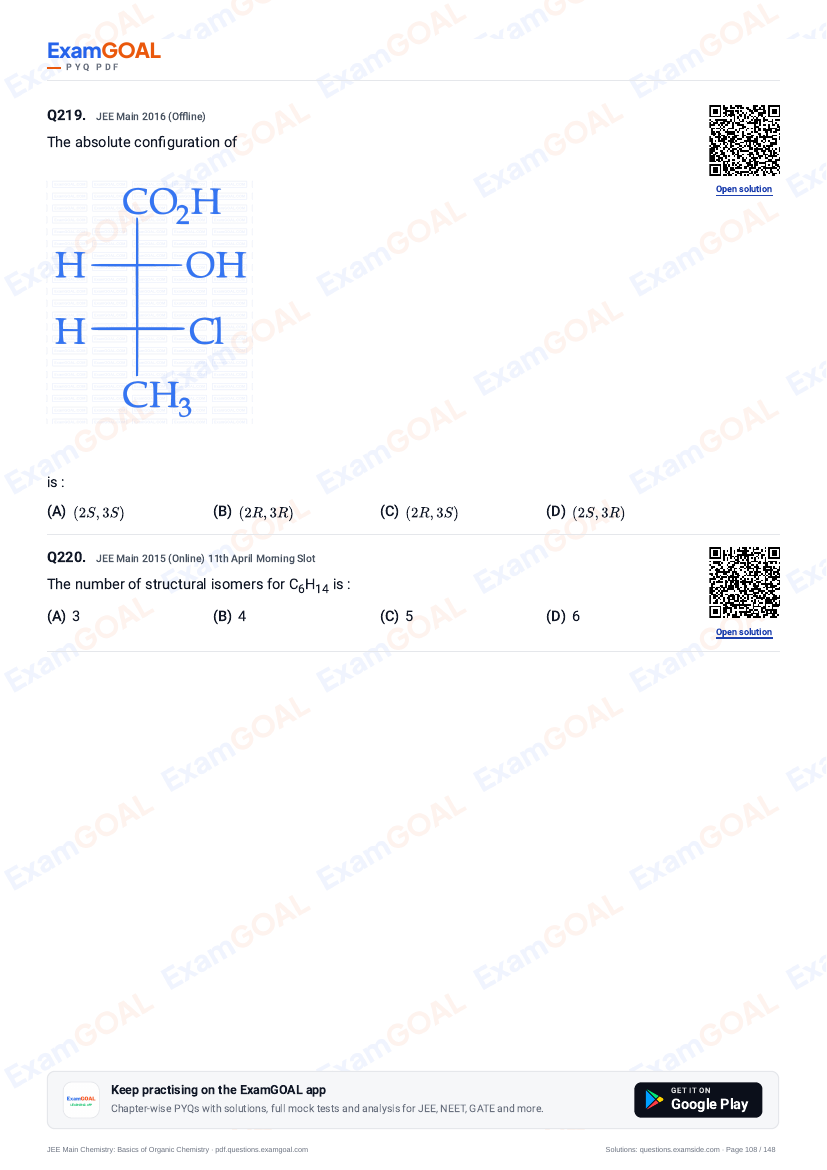 ExamGOAL
PYQ PDF
Q219. JEE Main 2016 (Offline)
The absolute configuration of
Open solution
CO2H
H OH
H Cl
CH3
is :
(A) (2S, 3S) (B) (2R, 3R) (C) (2R, 3S) (D) (2S, 3R)
Q220. JEE Main 2015 (Online) 11th April Morning Slot
The number of structural isomers for C6H14 is :
(A) 3 (B) 4 (C) 5 (D) 6
Open solution
Keep practising on the ExamGOAL app
Chapter-wise PYQs with solutions, full mock tests and analysis for JEE, NEET, GATE and more.
GET IT ON
Google Play
JEE Main Chemistry: Basics of Organic Chemistry · pdf.questions.examgoal.com
Solutions: questions.examside.com · Page 108 / 148